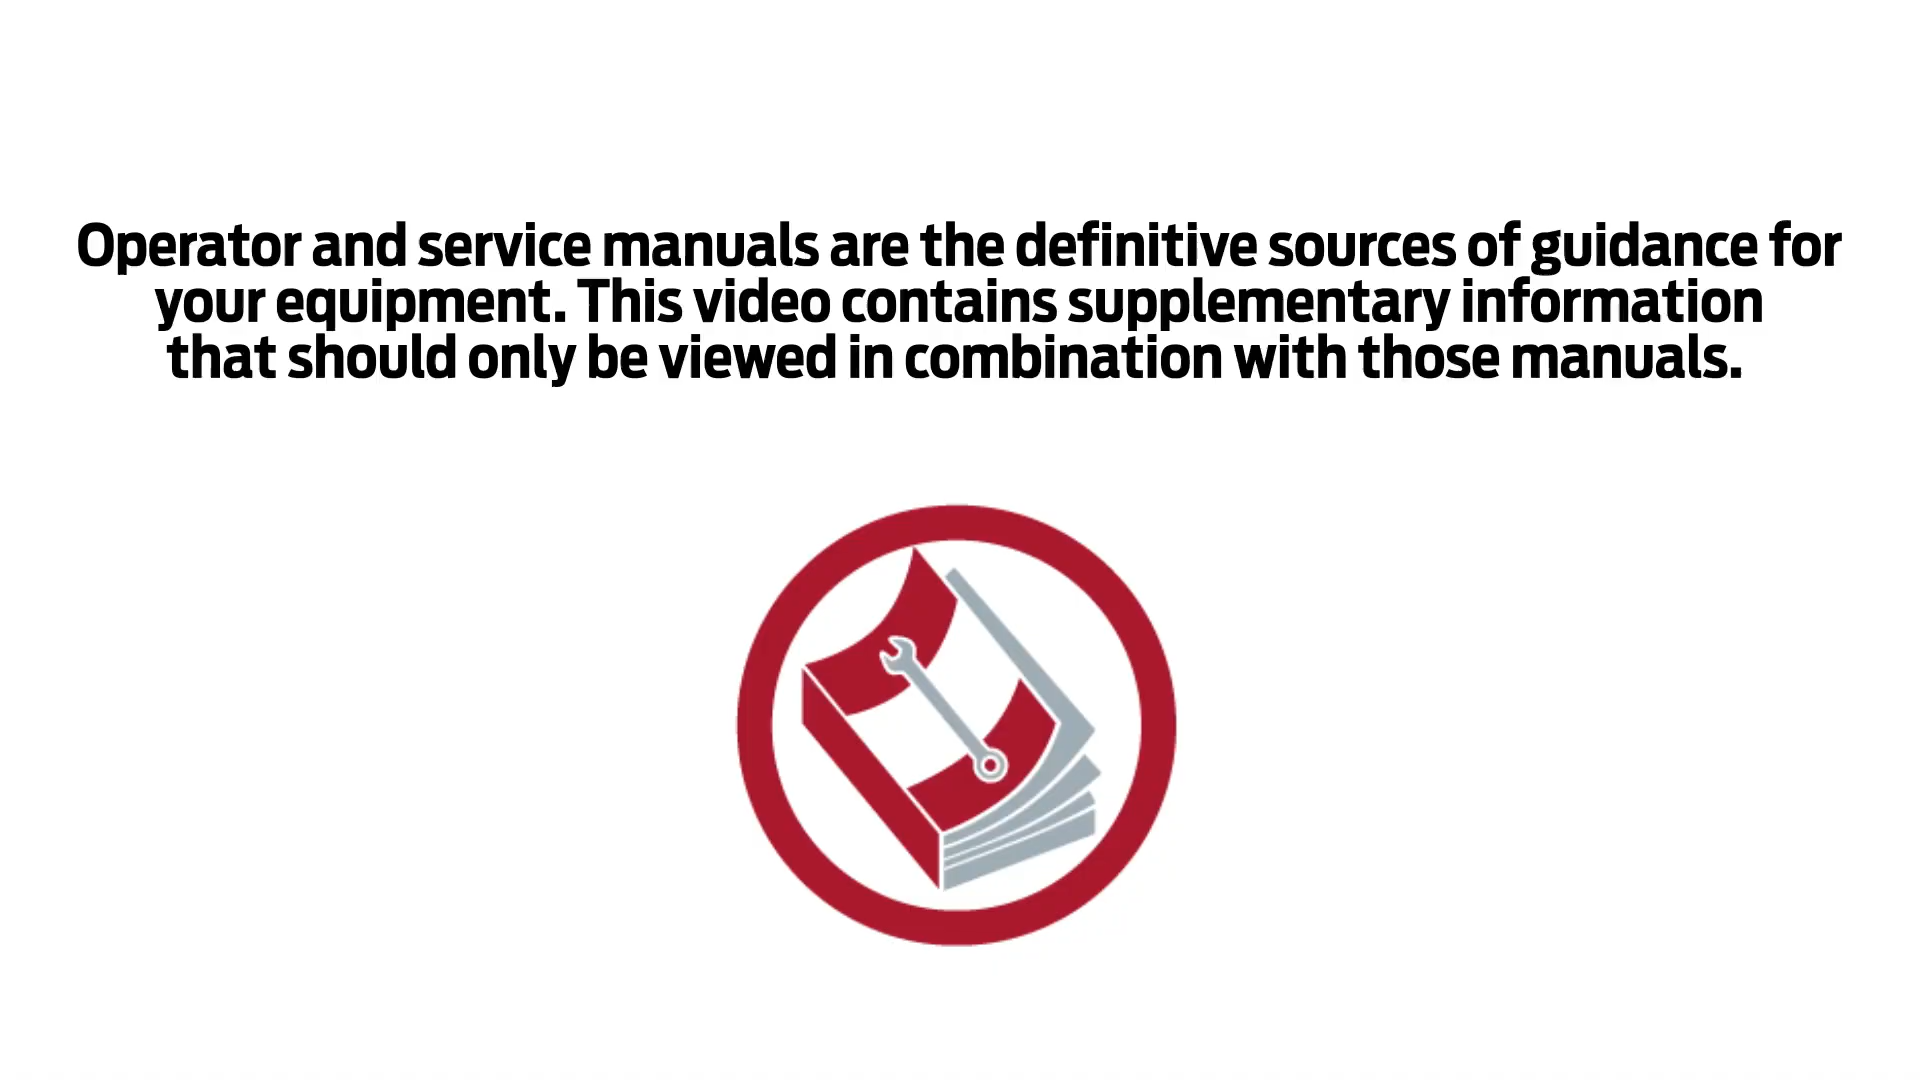 Operator and service manuals are the definitive sources of guidance for
your equipment. This video contains supplementary information
that should only be viewed in combination with those manuals.